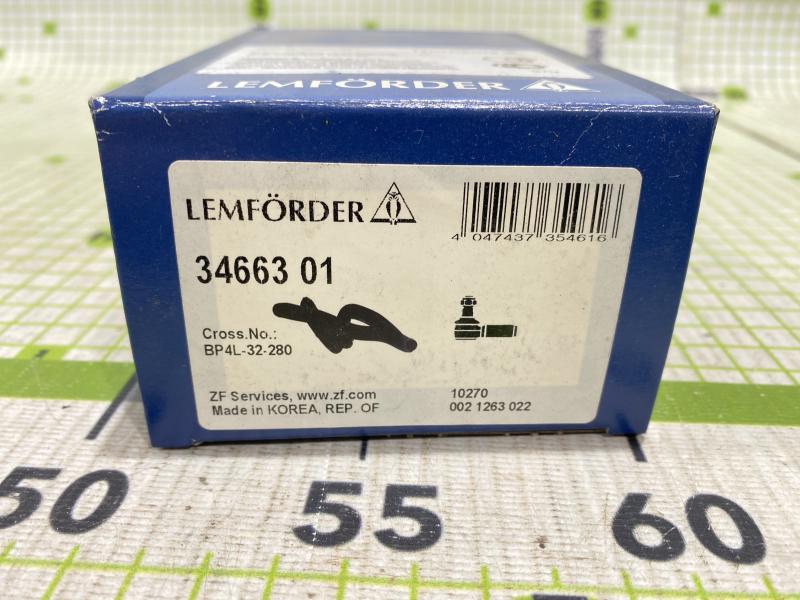 LEMFÖRDER
LEMFÖRDER
4 047437 354616
34663 01
Cross.No.:
BP4L-32-280
ZF Services, www.zf.com
Made in KOREA, REP. OF
10270
002 1263 022
50
55
60